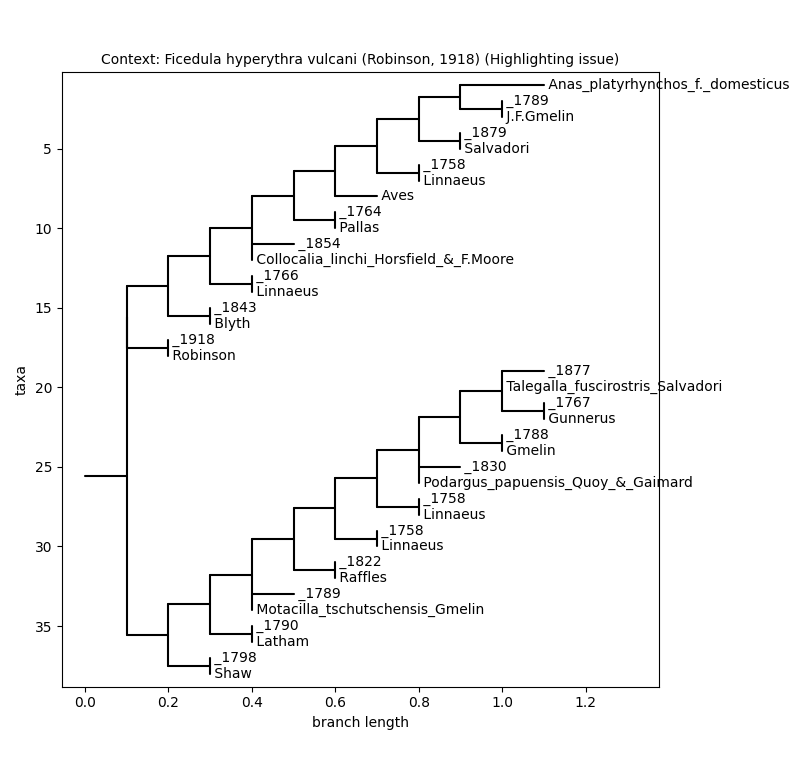 Context: Ficedula hyperythra vulcani (Robinson, 1918) (Highlighting issue)
Anas_platyrhynchos_f._domesticus
_1789
J.F.Gmelin
_1879
Salvadori
_1758
Linnaeus
Aves
_1764
Pallas
_1854
Collocalia_linchi_Horsfield_&_F.Moore
_1766
Linnaeus
_1843
Blyth
_1918
Robinson
_1877
Talegalla_fuscirostris_Salvadori
_1767
Gunnerus
_1788
Gmelin
_1830
Podargus_papuensis_Quoy_&_Gaimard
_1758
Linnaeus
_1758
Linnaeus
_1822
Raffles
_1789
Motacilla_tschutschensis_Gmelin
_1790
Latham
_1798
Shaw
5
10
15
20
25
30
35
taxa
0.0 0.2 0.4 0.6 0.8 1.0 1.2
branch length